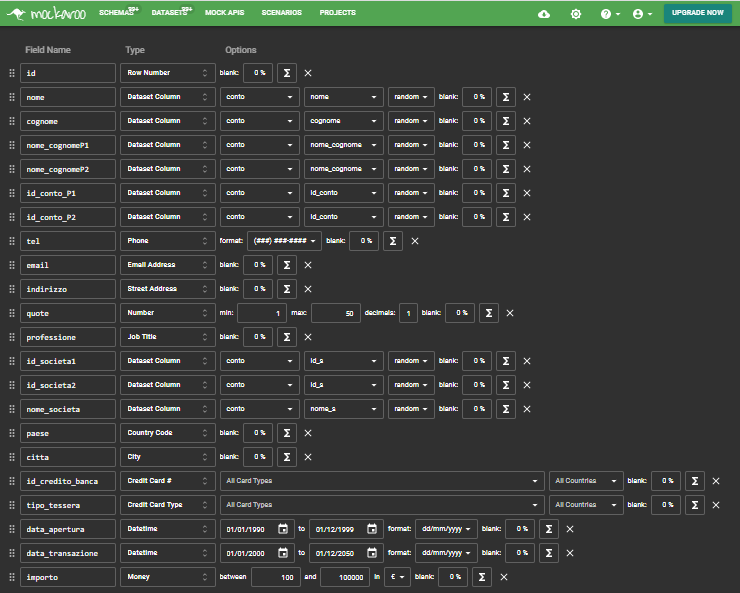 mockaroo SCHEMAS 99+ DATASETS 99+ MOCK APIS SCENARIOS PROJECTS UPGRADE NOW
Field Name Type Options
id Row Number blank: 0 % Σ ×
nome Dataset Column conto nome random blank: 0 % Σ ×
cognome Dataset Column conto cognome random blank: 0 % Σ ×
nome_cognomeP1 Dataset Column conto nome_cognome random blank: 0 % Σ ×
nome_cognomeP2 Dataset Column conto nome_cognome random blank: 0 % Σ ×
id_conto_P1 Dataset Column conto id_conto random blank: 0 % Σ ×
id_conto_P2 Dataset Column conto id_conto random blank: 0 % Σ ×
tel Phone format: (###) ###-#### blank: 0 % Σ ×
email Email Address blank: 0 % Σ ×
indirizzo Street Address blank: 0 % Σ ×
quote Number min: 1 max: 50 decimals: 1 blank: 0 % Σ ×
professione Job Title blank: 0 % Σ ×
id_societa1 Dataset Column conto id_s random blank: 0 % Σ ×
id_societa2 Dataset Column conto id_s random blank: 0 % Σ ×
nome_societa Dataset Column conto nome_s random blank: 0 % Σ ×
paese Country Code blank: 0 % Σ ×
citta City blank: 0 % Σ ×
id_credito_banca Credit Card # All Card Types All Countries blank: 0 % Σ ×
tipo_tessera Credit Card Type All Card Types All Countries blank: 0 % Σ ×
data_apertura Datetime 01/01/1990 to 01/12/1999 format: dd/mm/yyyy blank: 0 % Σ ×
data_transazione Datetime 01/01/2000 to 01/12/2050 format: dd/mm/yyyy blank: 0 % Σ ×
importo Money between 100 and 100000 in € blank: 0 % Σ ×